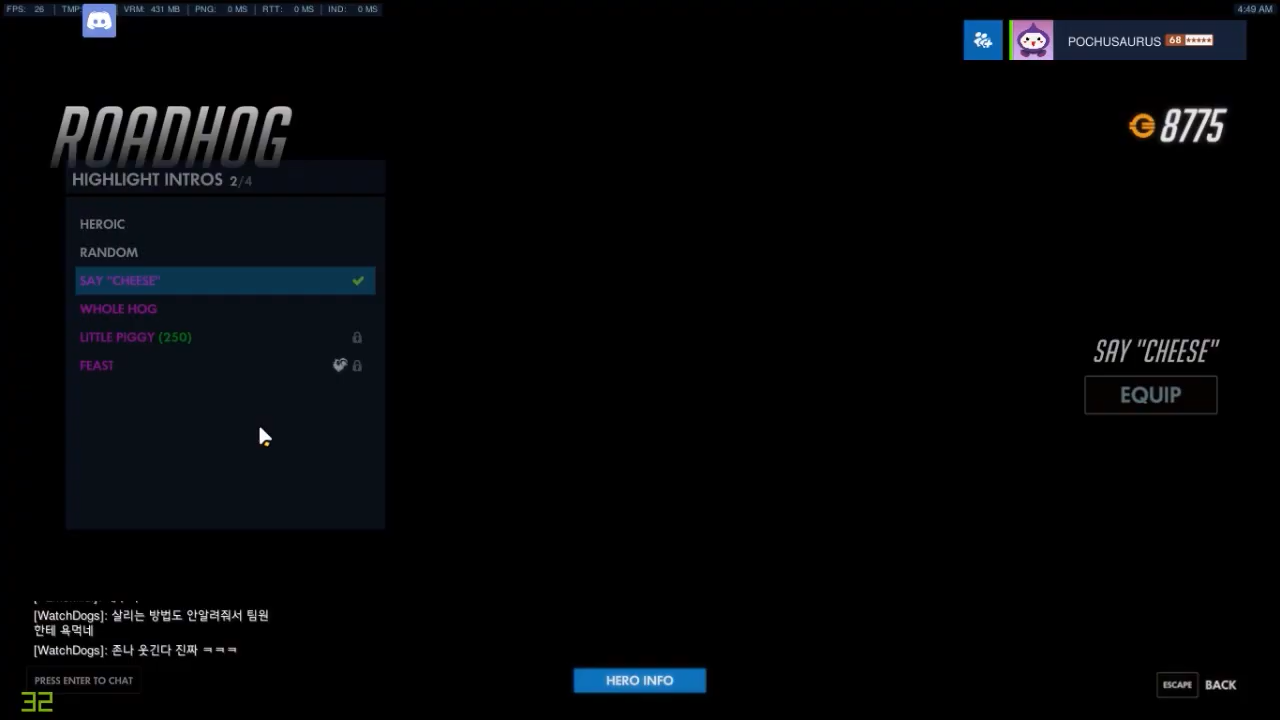 FPS: 26 TMP VRM: 431 MB PNG: 0 MS RTT: 0 MS IND: 0 MS
4:49 AM
POCHUSAURUS 68
ROADHOG
8775
HIGHLIGHT INTROS 2/4
HEROIC
RANDOM
SAY "CHEESE"
WHOLE HOG
LITTLE PIGGY (250)
FEAST
SAY "CHEESE"
EQUIP
[WatchDogs]: 살리는 방법도 안알려줘서 팀원
한테 욕먹네
[WatchDogs]: 존나 웃긴다 진짜 ㅋㅋㅋ
PRESS ENTER TO CHAT
HERO INFO
ESCAPE BACK
32